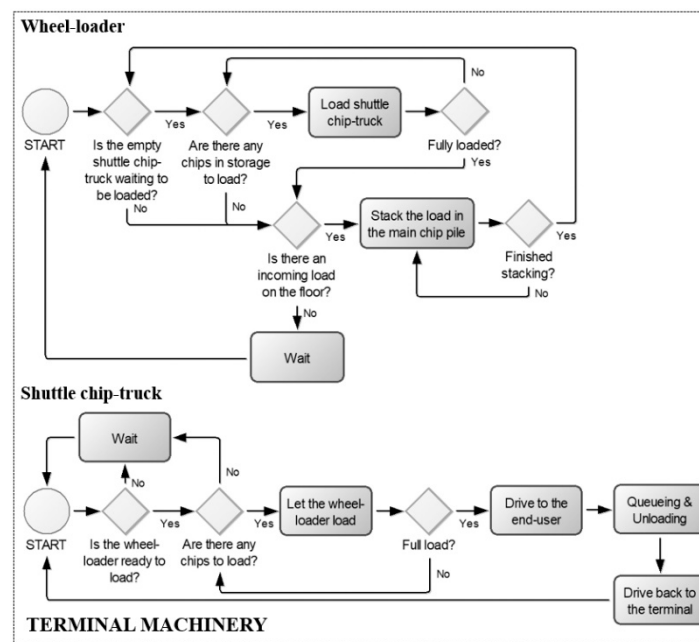 Wheel-loader
No
No
START
Yes
Yes
Load shuttle
chip-truck
Is the empty
shuttle chip-
truck waiting to
be loaded?
Are there any
chips in storage
to load?
Fully loaded?
Yes
No
No
Yes
Stack the load in
the main chip pile
Yes
Is there an
incoming load
on the floor?
Finished
stacking?
No
No
Wait
Shuttle chip-truck
Wait
No
No
START
Yes
Yes
Let the wheel-
loader load
Yes
Drive to the
end-user
Queueing &
Unloading
Is the wheel-
loader ready to
load?
Are there any
chips to load?
Full load?
No
Drive back to
the terminal
TERMINAL MACHINERY